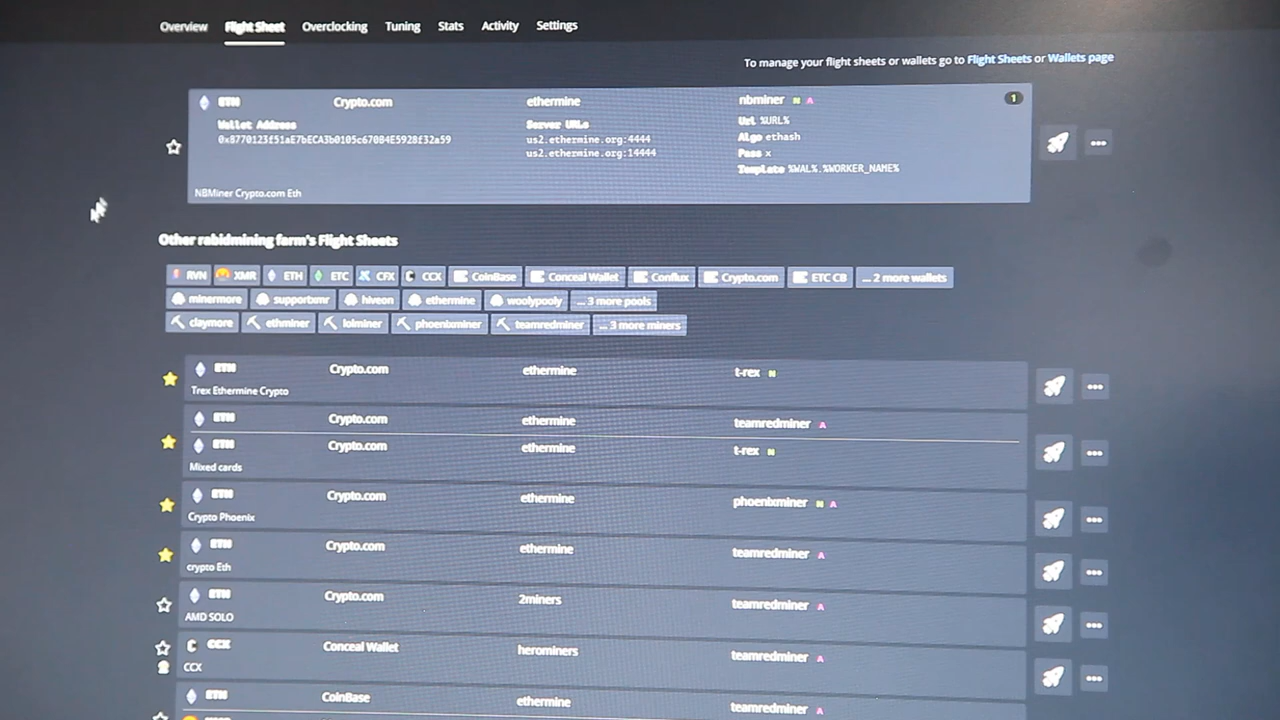 Overview Flight Sheet Overclocking Tuning Stats Activity Settings
To manage your flight sheets or wallets go to Flight Sheets or Wallets page
ETH Crypto.com ethermine nbminer N A 1
Wallet Address Server URLs Url %URL%
0x8770123f51aE7bECA3b0105c67084E5928f32a59 us2.ethermine.org:4444 Algo ethash
us2.ethermine.org:14444 Pass x
Template %WAL%.%WORKER_NAME%
NBMiner Crypto.com Eth
Other rabidmining farm's Flight Sheets
RVN XMR ETH ETC CFX CCX CoinBase Conceal Wallet Conflux Crypto.com ETC CB ... 2 more wallets
minermore supportxmr hiveon ethermine woolypooly ... 3 more pools
claymore ethminer lolminer phoenixminer teamredminer ... 3 more miners
ETH Crypto.com ethermine t-rex N
Trex Ethermine Crypto
ETH Crypto.com ethermine teamredminer A
ETH Crypto.com ethermine t-rex N
Mixed cards
ETH Crypto.com ethermine phoenixminer N A
Crypto Phoenix
ETH Crypto.com ethermine teamredminer A
crypto Eth
ETH Crypto.com 2miners teamredminer A
AMD SOLO
CCX Conceal Wallet herominers teamredminer A
CCX
ETH CoinBase ethermine teamredminer A